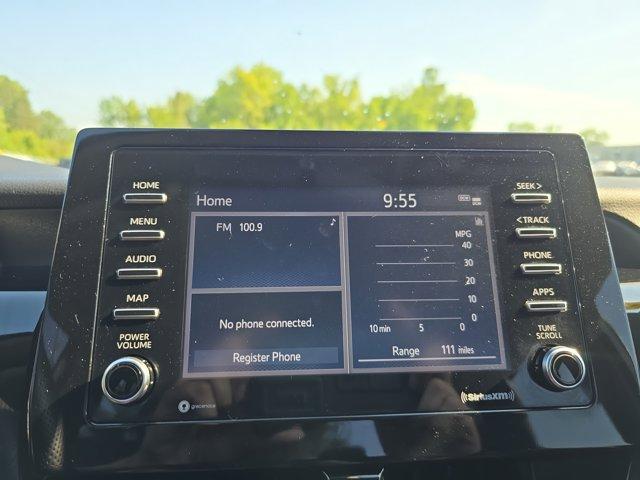 HOME
MENU
AUDIO
MAP
POWER
VOLUME
Home
9:55
FM 100.9
No phone connected.
Register Phone
MPG
40
30
20
10
0
10 min 5 0
Range 111 miles
SEEK >
< TRACK
PHONE
APPS
TUNE
SCROLL
gracenote
SiriusXM